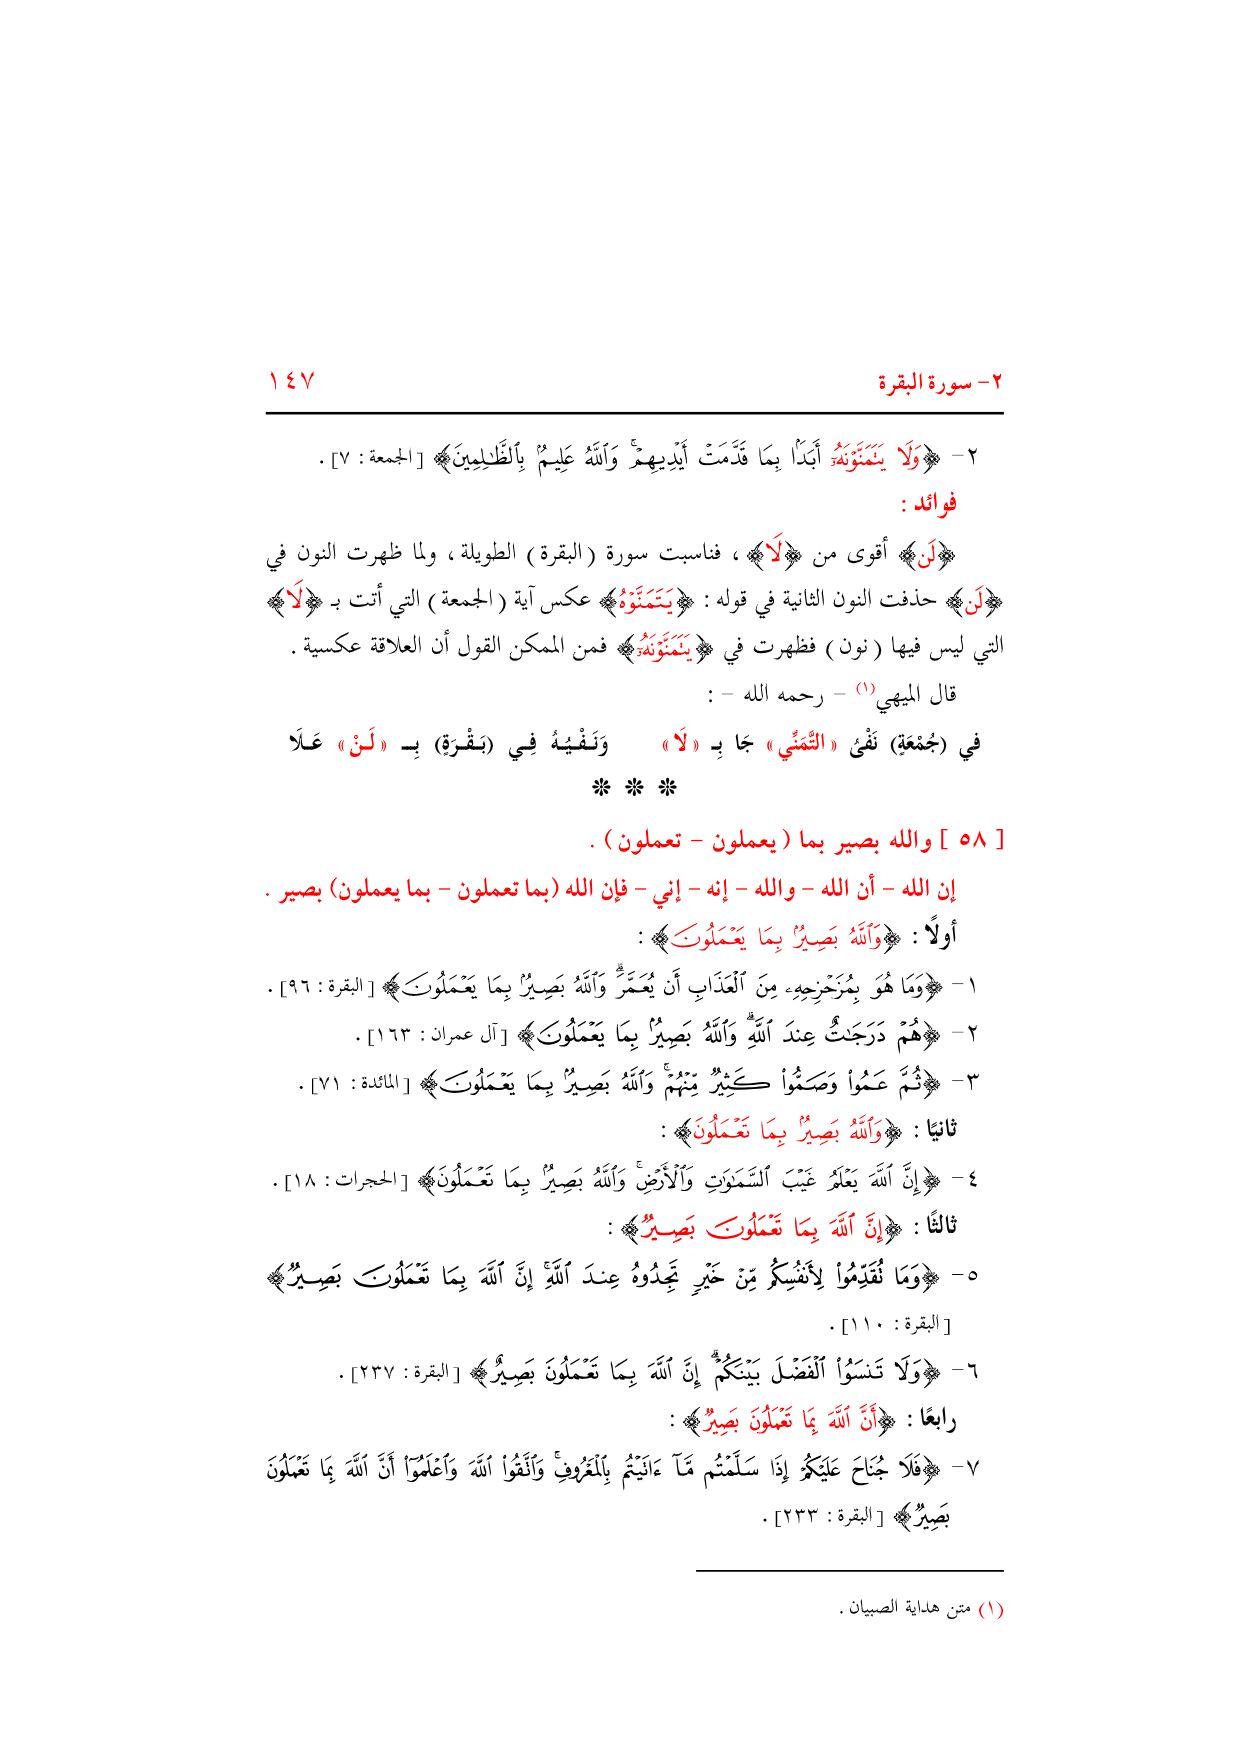 ٢- سورة البقرة ١٤٧
٢- ﴿وَلَا يَتَمَنَّوۡنَهُۥٓ أَبَدَۢا بِمَا قَدَّمَتۡ أَيۡدِيهِمۡۚ وَٱللَّهُ عَلِيمُۢ بِٱلظَّٰلِمِينَ﴾ [الجمعة : ٧] .
فوائد :
﴿لَن﴾ أقوى من ﴿لَا﴾ ، فناسبت سورة (البقرة) الطويلة ، ولما ظهرت النون في
﴿لَن﴾ حذفت النون الثانية في قوله : ﴿يَتَمَنَّوۡهُ﴾ عكس آية (الجمعة) التي أتت بـ ﴿لَا﴾
التي ليس فيها (نون) فظهرت في ﴿يَتَمَنَّوۡنَهُۥٓ﴾ فمن الممكن القول أن العلاقة عكسية .
قال الميهي(١) - رحمه الله - :
في (جُمْعَةٍ) نَفْيُ «التَّمَنِّي» جَا بِـ «لَا» وَنَفْيُهُ فِي (بَقْرَةٍ) بِـ «لَنْ» عَلَا
❊ ❊ ❊
[٥٨] والله بصير بما (يعملون - تعملون) .
إن الله - أن الله - والله - إنه - إني - فإن الله (بما تعملون - بما يعملون) بصير .
أولًا : ﴿وَٱللَّهُ بَصِيرُۢ بِمَا يَعۡمَلُونَ﴾ :
١- ﴿وَمَا هُوَ بِمُزَحۡزِحِهِۦ مِنَ ٱلۡعَذَابِ أَن يُعَمَّرَۗ وَٱللَّهُ بَصِيرُۢ بِمَا يَعۡمَلُونَ﴾ [البقرة : ٩٦] .
٢- ﴿هُمۡ دَرَجَٰتٌ عِندَ ٱللَّهِۗ وَٱللَّهُ بَصِيرُۢ بِمَا يَعۡمَلُونَ﴾ [آل عمران : ١٦٣] .
٣- ﴿ثُمَّ عَمُواْ وَصَمُّواْ كَثِيرٞ مِّنۡهُمۡۚ وَٱللَّهُ بَصِيرُۢ بِمَا يَعۡمَلُونَ﴾ [المائدة : ٧١] .
ثانيًا : ﴿وَٱللَّهُ بَصِيرُۢ بِمَا تَعۡمَلُونَ﴾ :
٤- ﴿إِنَّ ٱللَّهَ يَعۡلَمُ غَيۡبَ ٱلسَّمَٰوَٰتِ وَٱلۡأَرۡضِۚ وَٱللَّهُ بَصِيرُۢ بِمَا تَعۡمَلُونَ﴾ [الحجرات : ١٨] .
ثالثًا : ﴿إِنَّ ٱللَّهَ بِمَا تَعۡمَلُونَ بَصِيرٞ﴾ :
٥- ﴿وَمَا تُقَدِّمُواْ لِأَنفُسِكُم مِّنۡ خَيۡرٖ تَجِدُوهُ عِندَ ٱللَّهِۗ إِنَّ ٱللَّهَ بِمَا تَعۡمَلُونَ بَصِيرٞ﴾
[البقرة : ١١٠] .
٦- ﴿وَلَا تَنسَوُاْ ٱلۡفَضۡلَ بَيۡنَكُمۡۚ إِنَّ ٱللَّهَ بِمَا تَعۡمَلُونَ بَصِيرٌ﴾ [البقرة : ٢٣٧] .
رابعًا : ﴿أَنَّ ٱللَّهَ بِمَا تَعۡمَلُونَ بَصِيرٞ﴾ :
٧- ﴿فَلَا جُنَاحَ عَلَيۡكُمۡ إِذَا سَلَّمۡتُم مَّآ ءَاتَيۡتُم بِٱلۡمَعۡرُوفِۗ وَٱتَّقُواْ ٱللَّهَ وَٱعۡلَمُوٓاْ أَنَّ ٱللَّهَ بِمَا تَعۡمَلُونَ
بَصِيرٞ﴾ [البقرة : ٢٣٣] .
(١) متن هداية الصبيان .